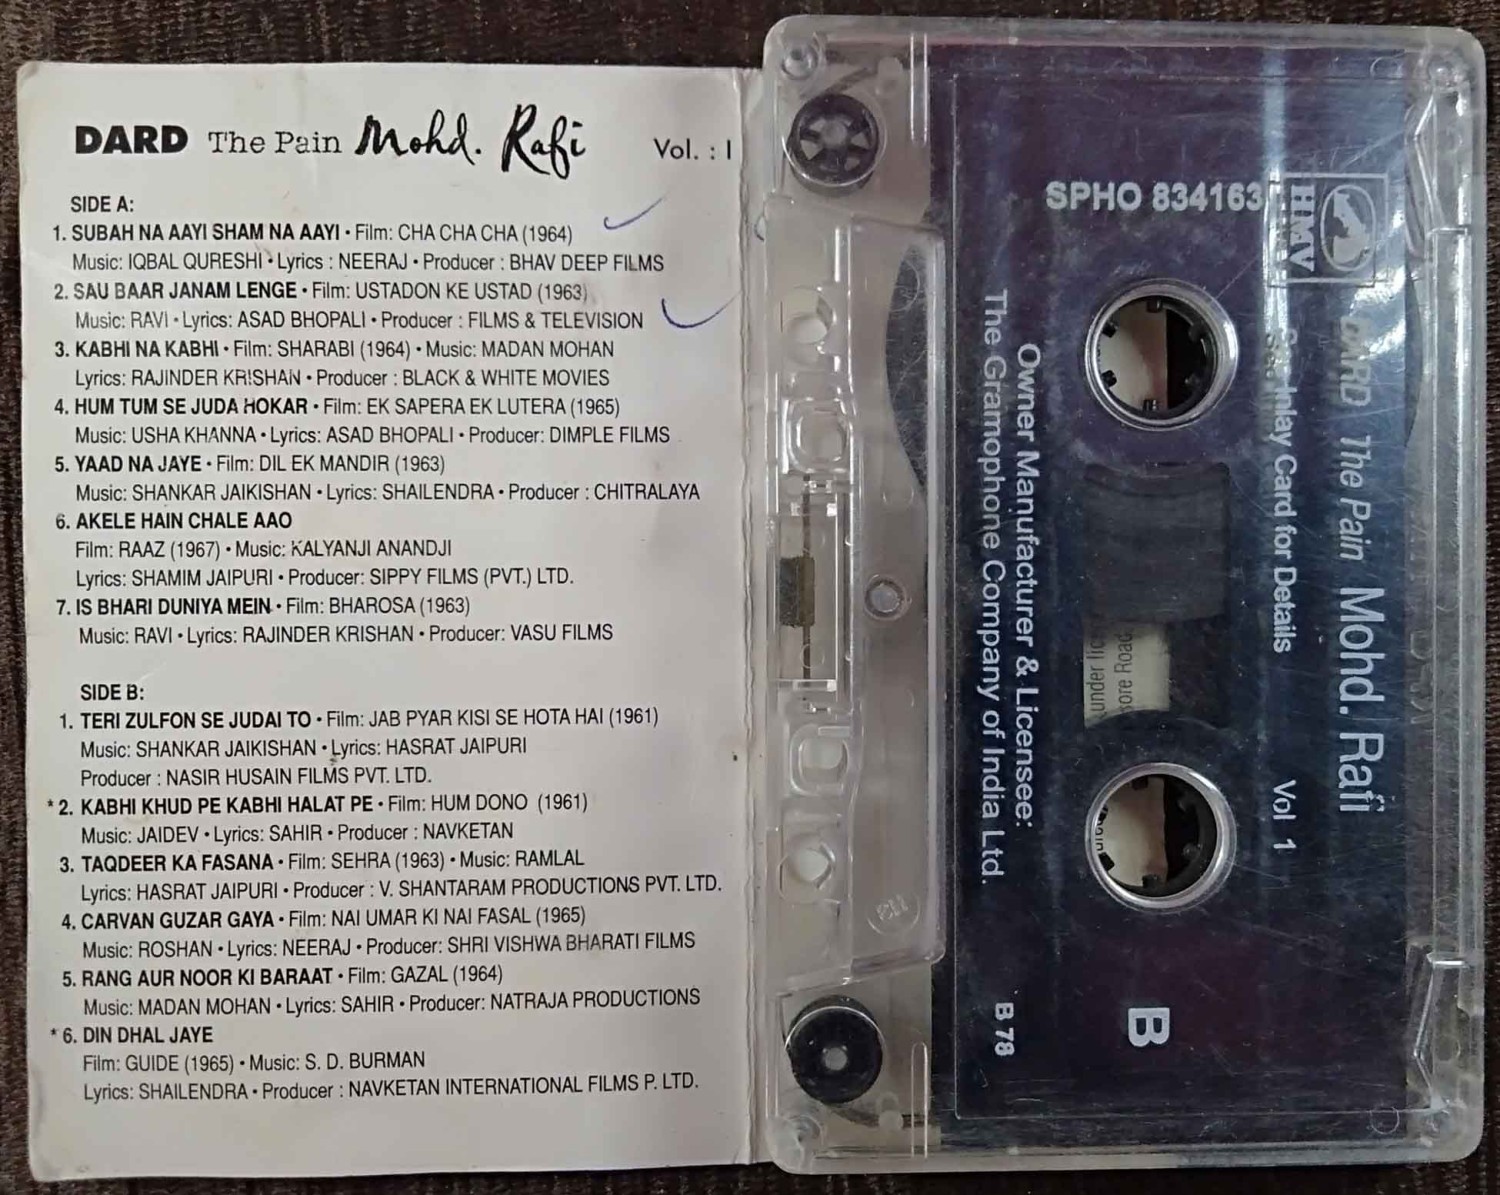 DARD The Pain Mohd. Rafi Vol. : I
SIDE A:
1. SUBAH NA AAYI SHAM NA AAYI • Film: CHA CHA CHA (1964)
Music: IQBAL QURESHI • Lyrics : NEERAJ • Producer : BHAV DEEP FILMS
2. SAU BAAR JANAM LENGE • Film: USTADON KE USTAD (1963)
Music: RAVI • Lyrics: ASAD BHOPALI • Producer : FILMS & TELEVISION
3. KABHI NA KABHI • Film: SHARABI (1964) • Music: MADAN MOHAN
Lyrics: RAJINDER KRISHAN • Producer : BLACK & WHITE MOVIES
4. HUM TUM SE JUDA HOKAR • Film: EK SAPERA EK LUTERA (1965)
Music: USHA KHANNA • Lyrics: ASAD BHOPALI • Producer: DIMPLE FILMS
5. YAAD NA JAYE • Film: DIL EK MANDIR (1963)
Music: SHANKAR JAIKISHAN • Lyrics: SHAILENDRA • Producer : CHITRALAYA
6. AKELE HAIN CHALE AAO
Film: RAAZ (1967) • Music: KALYANJI ANANDJI
Lyrics: SHAMIM JAIPURI • Producer: SIPPY FILMS (PVT.) LTD.
7. IS BHARI DUNIYA MEIN • Film: BHAROSA (1963)
Music: RAVI • Lyrics: RAJINDER KRISHAN • Producer: VASU FILMS
SIDE B:
1. TERI ZULFON SE JUDAI TO • Film: JAB PYAR KISI SE HOTA HAI (1961)
Music: SHANKAR JAIKISHAN • Lyrics: HASRAT JAIPURI
Producer : NASIR HUSAIN FILMS PVT. LTD.
* 2. KABHI KHUD PE KABHI HALAT PE • Film: HUM DONO (1961)
Music: JAIDEV • Lyrics: SAHIR • Producer : NAVKETAN
3. TAQDEER KA FASANA • Film: SEHRA (1963) • Music: RAMLAL
Lyrics: HASRAT JAIPURI • Producer : V. SHANTARAM PRODUCTIONS PVT. LTD.
4. CARVAN GUZAR GAYA • Film: NAI UMAR KI NAI FASAL (1965)
Music: ROSHAN • Lyrics: NEERAJ • Producer: SHRI VISHWA BHARATI FILMS
5. RANG AUR NOOR KI BARAAT • Film: GAZAL (1964)
Music: MADAN MOHAN • Lyrics: SAHIR • Producer: NATRAJA PRODUCTIONS
* 6. DIN DHAL JAYE
Film: GUIDE (1965) • Music: S. D. BURMAN
Lyrics: SHAILENDRA • Producer : NAVKETAN INTERNATIONAL FILMS P. LTD.
SPHO 834163
HMV
DARD The Pain Mohd. Rafi
See Inlay Card for Details Vol 1
under
Road
Owner Manufacturer & Licensee:
The Gramophone Company of India Ltd.
B
B 78